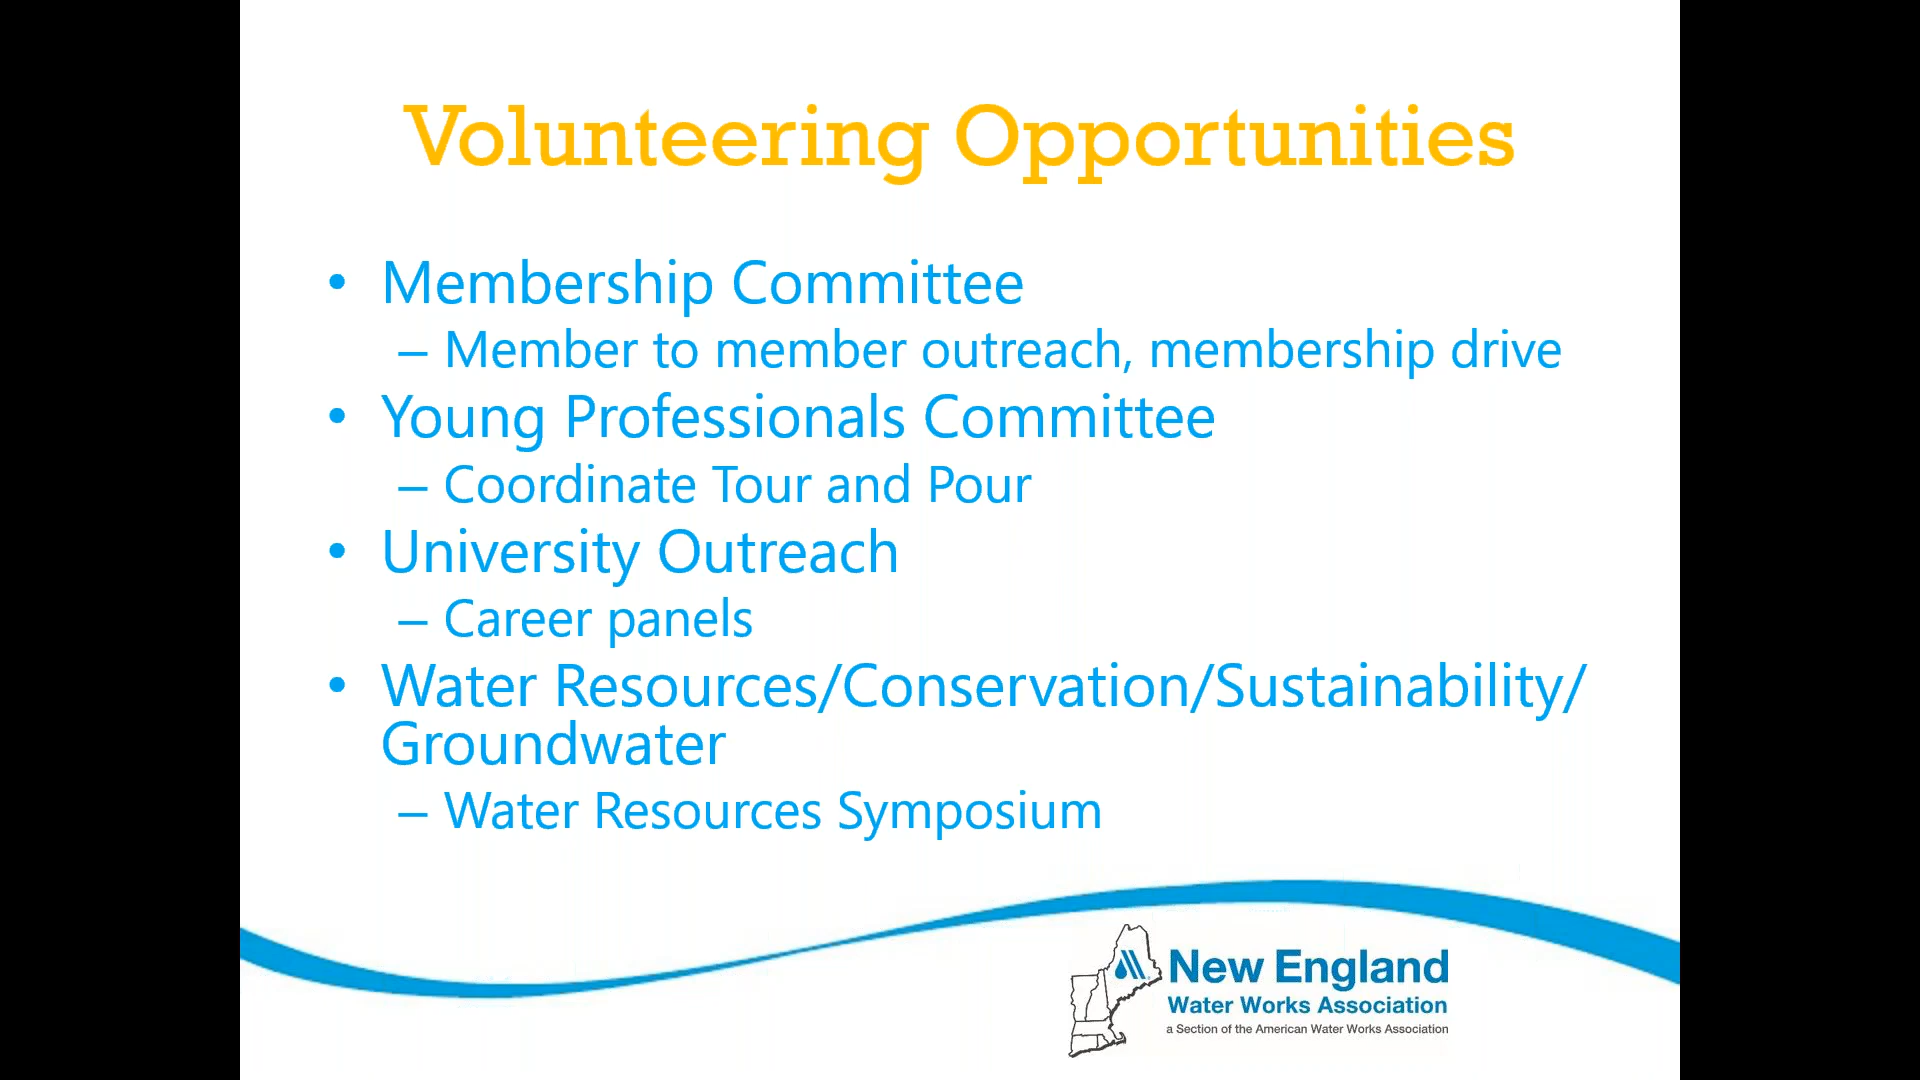 Volunteering Opportunities
• Membership Committee
– Member to member outreach, membership drive
• Young Professionals Committee
– Coordinate Tour and Pour
• University Outreach
– Career panels
• Water Resources/Conservation/Sustainability/
Groundwater
– Water Resources Symposium
New England
Water Works Association
a Section of the American Water Works Association